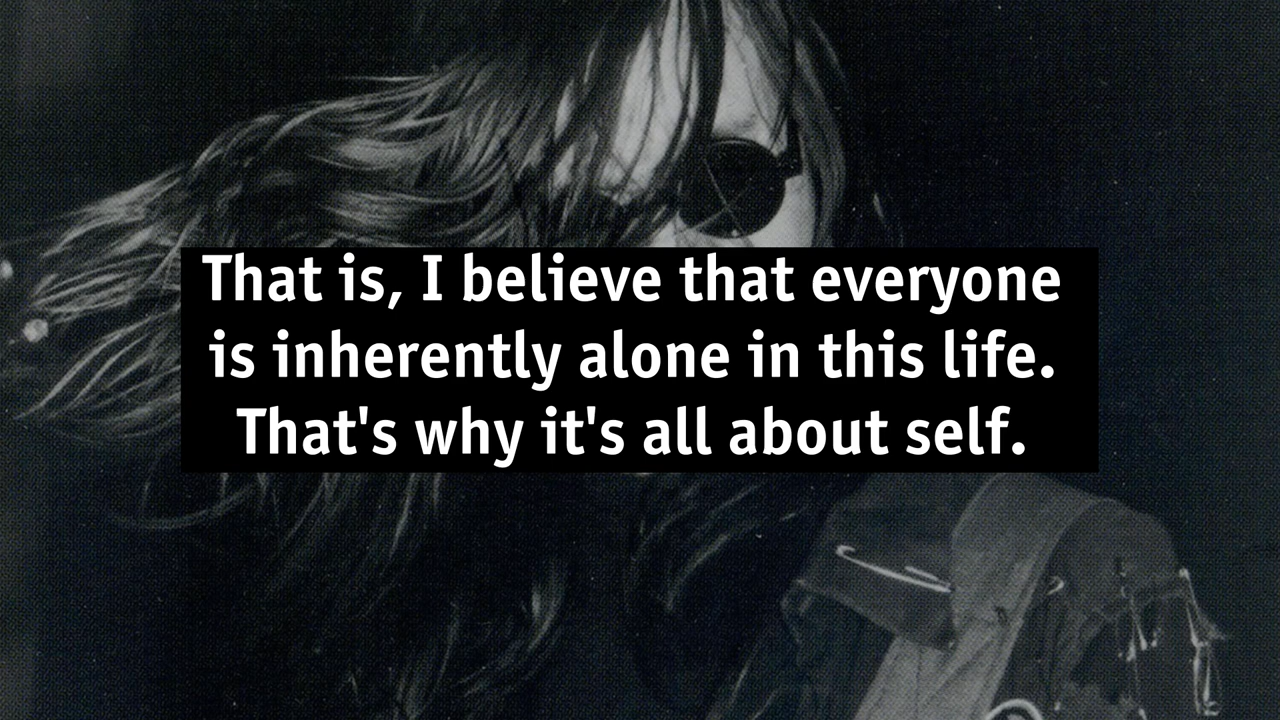 That is, I believe that everyone
is inherently alone in this life.
That's why it's all about self.